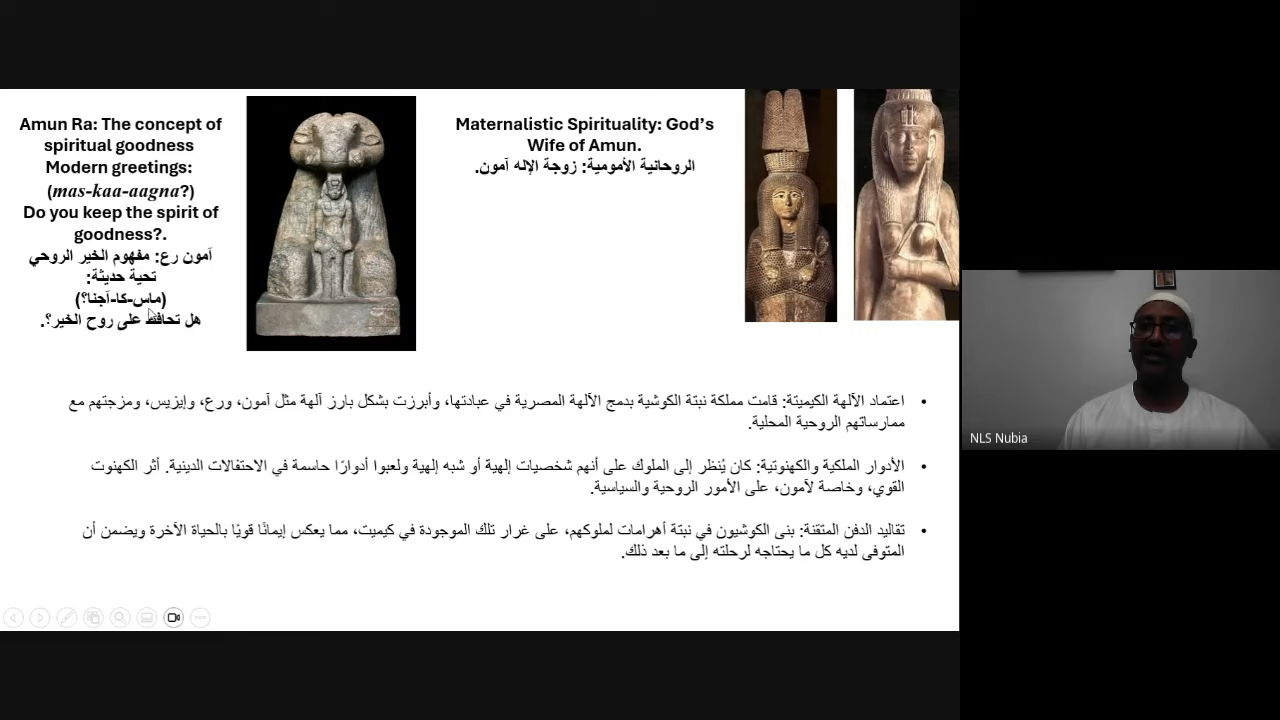 Amun Ra: The concept of
spiritual goodness
Modern greetings:
(mas-kaa-aagna?)
Do you keep the spirit of
goodness?.
آمون رع: مفهوم الخير الروحي
تحية حديثة:
(ماس-كا-آجنا؟)
هل تحافظ على روح الخير؟.
Maternalistic Spirituality: God’s
Wife of Amun.
الروحانية الأمومية: زوجة الإله آمون.
• اعتماد الآلهة الكيميتة: قامت مملكة نبتة الكوشية بدمج الآلهة المصرية في عبادتها، وأبرزت بشكل بارز آلهة مثل آمون، ورع، وإيزيس، ومزجتهم مع
ممارساتهم الروحية المحلية.
• الأدوار الملكية والكهنوتية: كان يُنظر إلى الملوك على أنهم شخصيات إلهية أو شبه إلهية ولعبوا أدوارًا حاسمة في الاحتفالات الدينية. أثر الكهنوت
القوي، وخاصة لآمون، على الأمور الروحية والسياسية.
• تقاليد الدفن المتقنة: بنى الكوشيون في نبتة أهرامات لملوكهم، على غرار تلك الموجودة في كيميت، مما يعكس إيمانًا قويًا بالحياة الآخرة ويضمن أن
المتوفى لديه كل ما يحتاجه لرحلته إلى ما بعد ذلك.
NLS Nubia